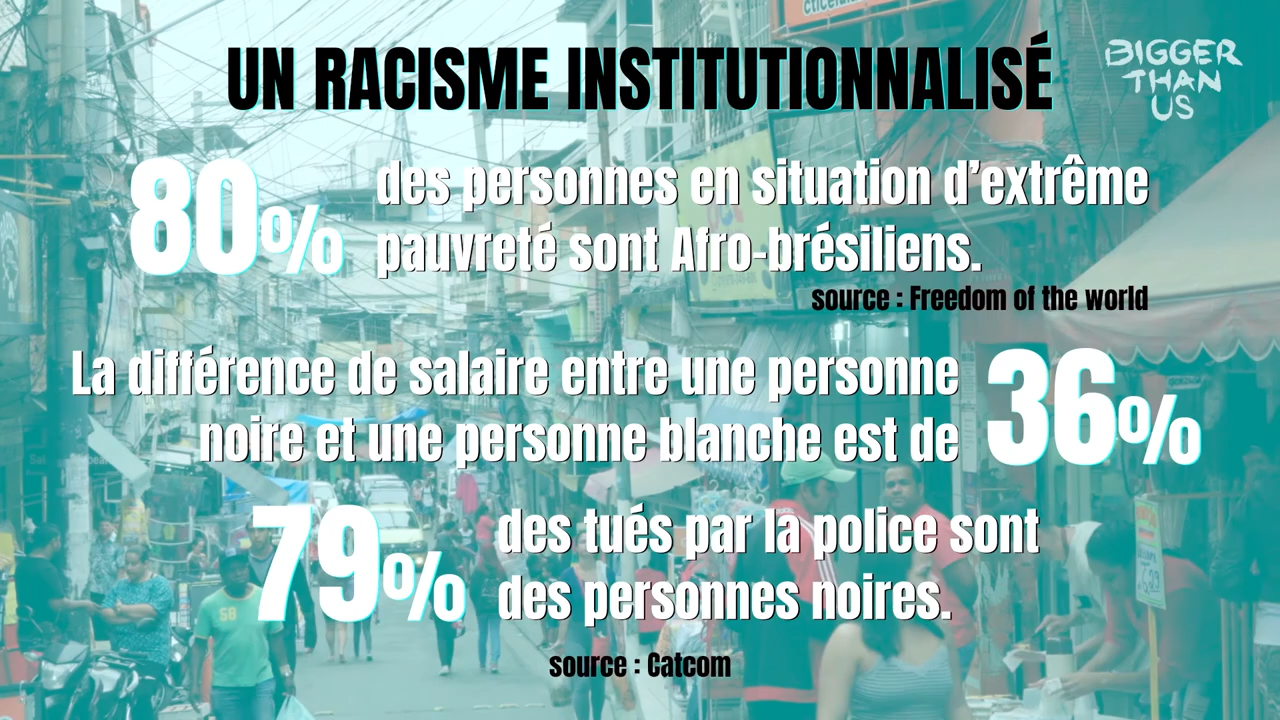 UN RACISME INSTITUTIONNALISÉ
BIGGER
THAN
US
80% des personnes en situation d'extrême
pauvreté sont Afro-brésiliens.
source : Freedom of the world
La différence de salaire entre une personne
noire et une personne blanche est de 36%
79% des tués par la police sont
des personnes noires.
source : Catcom
58